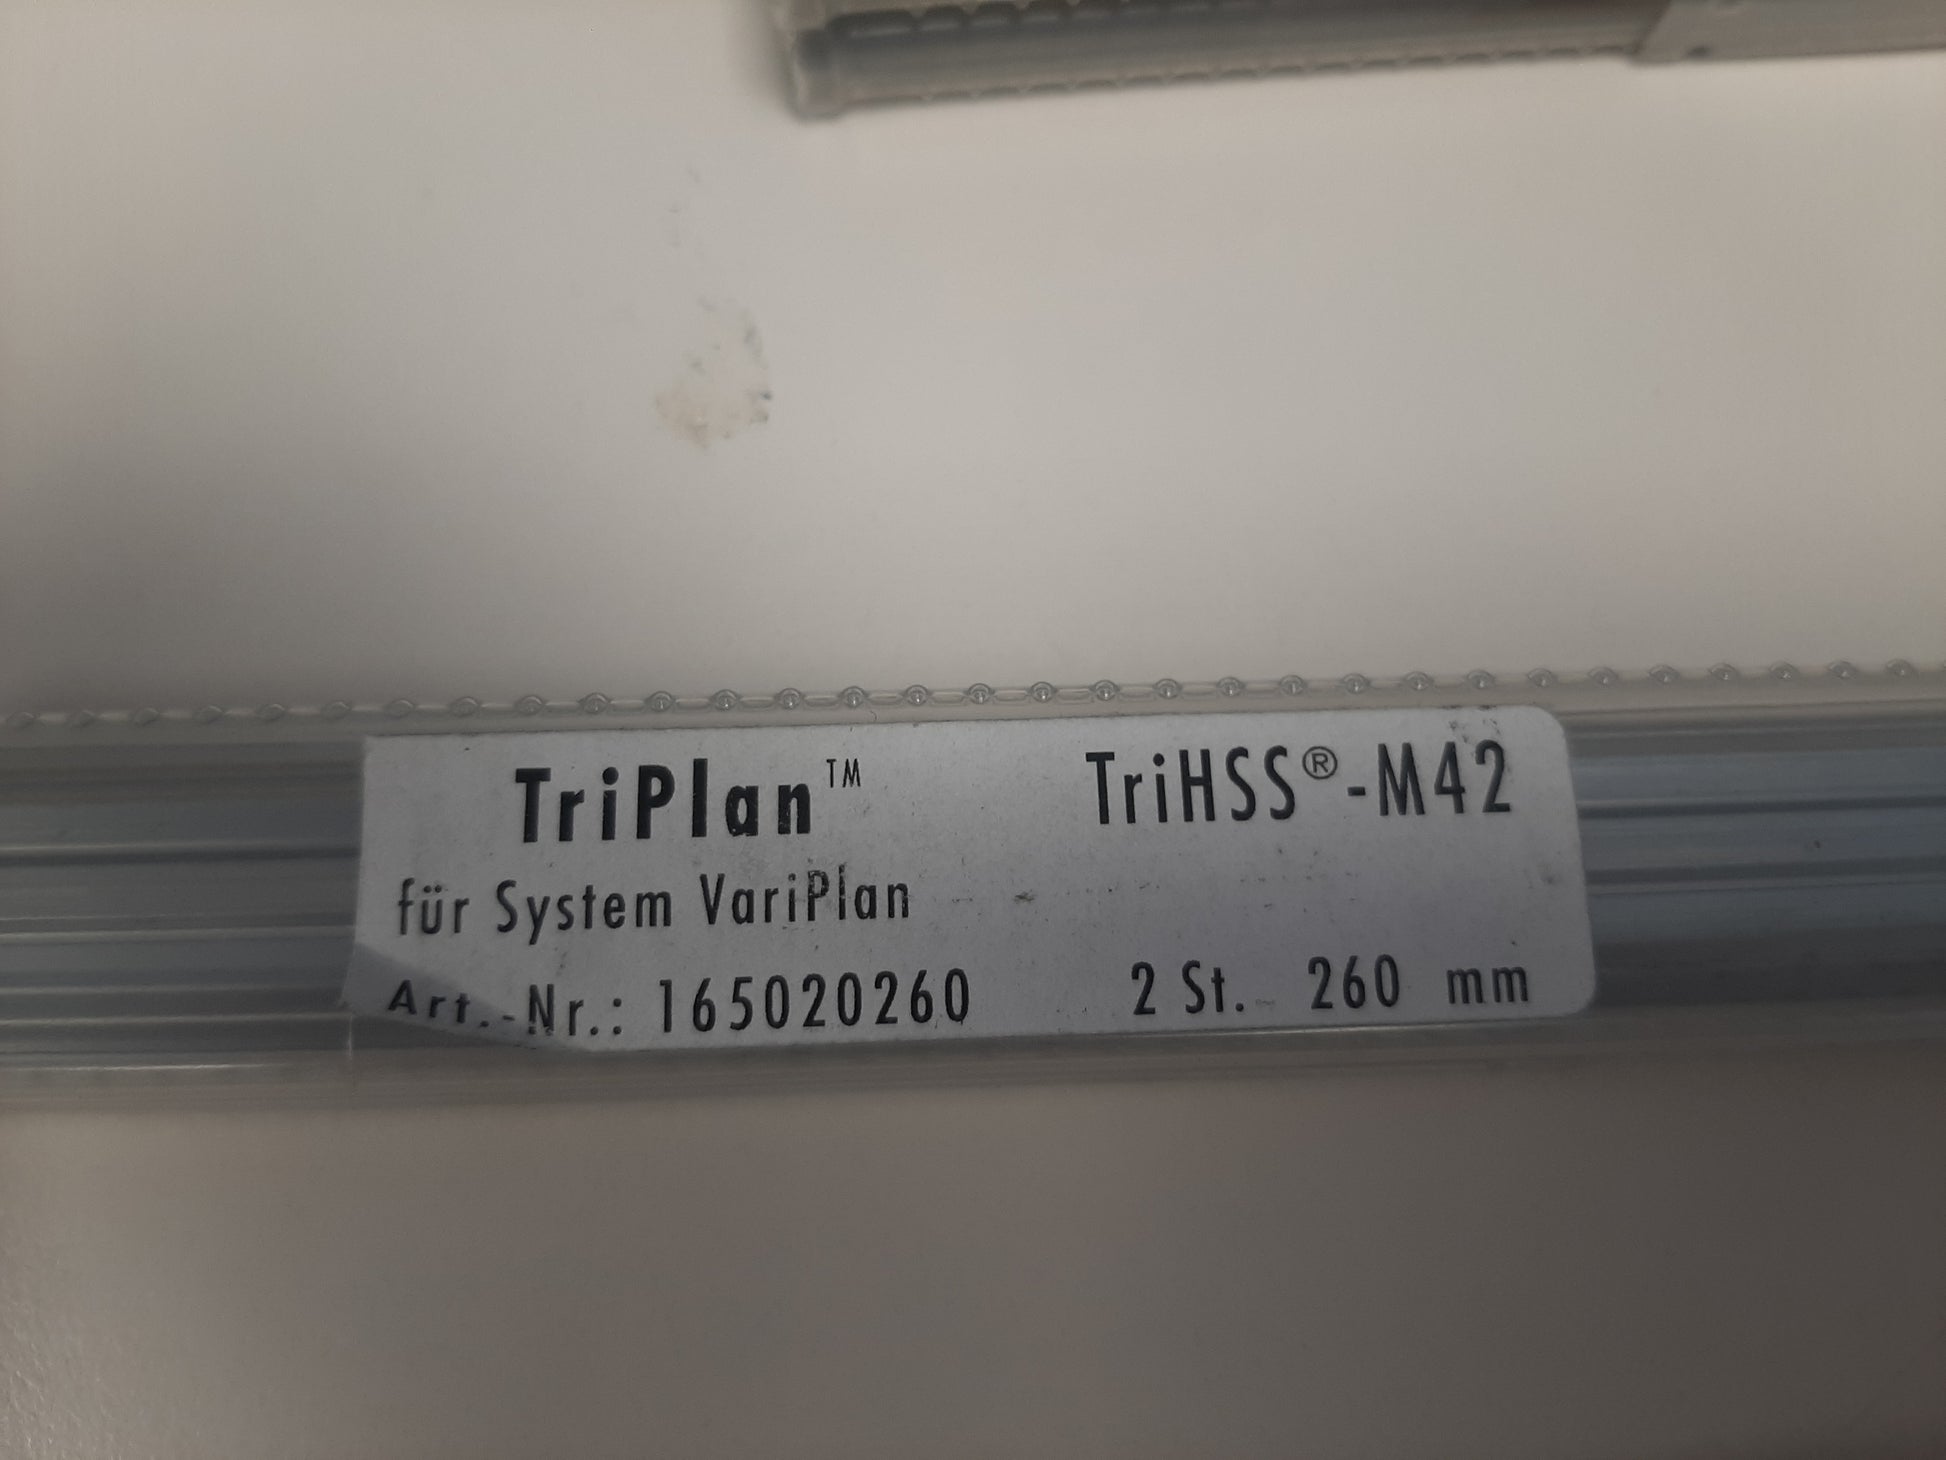 TriPlan™ TriHSS®-M42
für System VariPlan
Art.-Nr.: 165020260 2 St. 260 mm